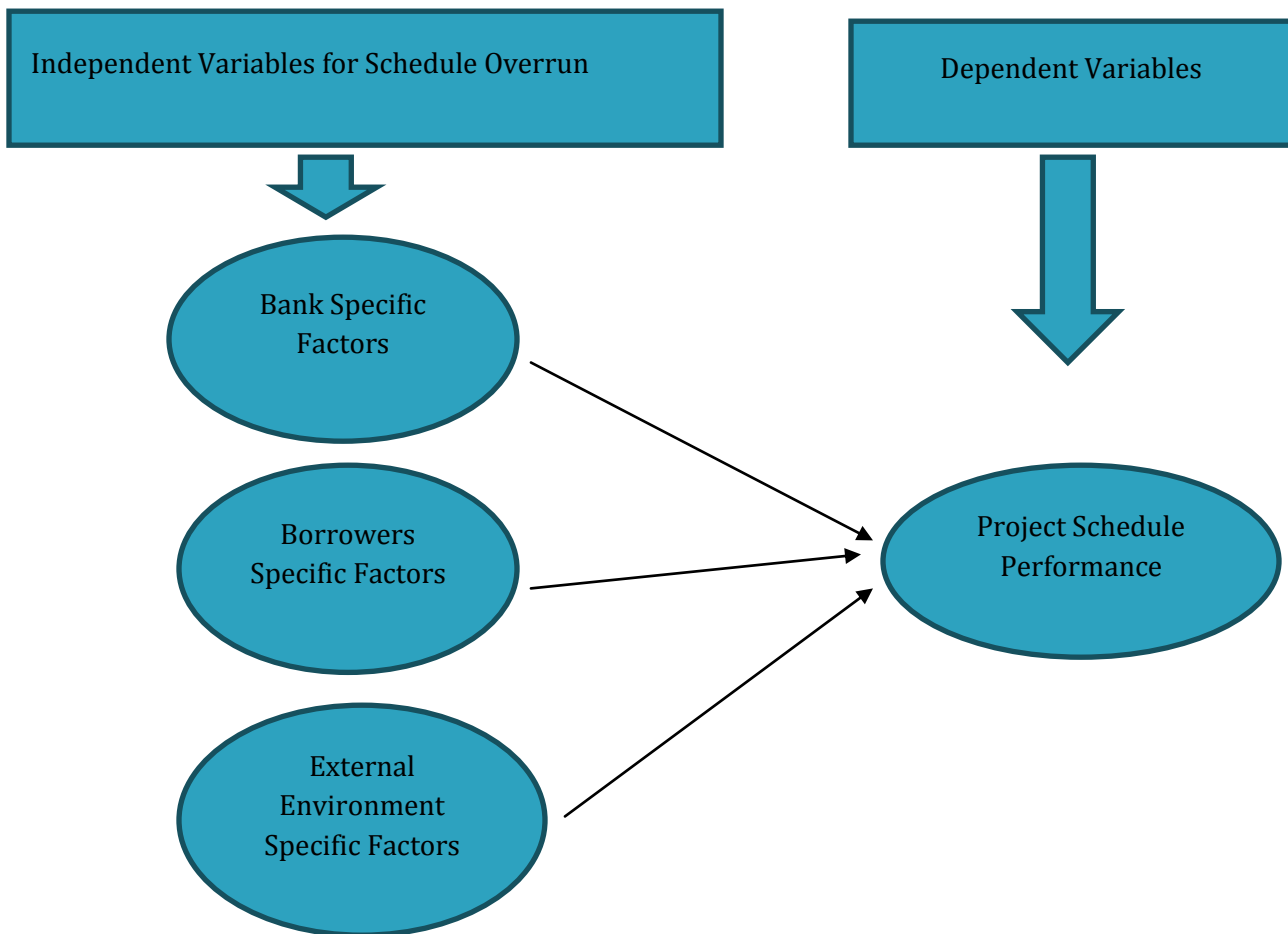 Independent Variables for Schedule Overrun
Dependent Variables
Bank Specific
Factors
Borrowers
Specific Factors
Project Schedule
Performance
External
Environment
Specific Factors